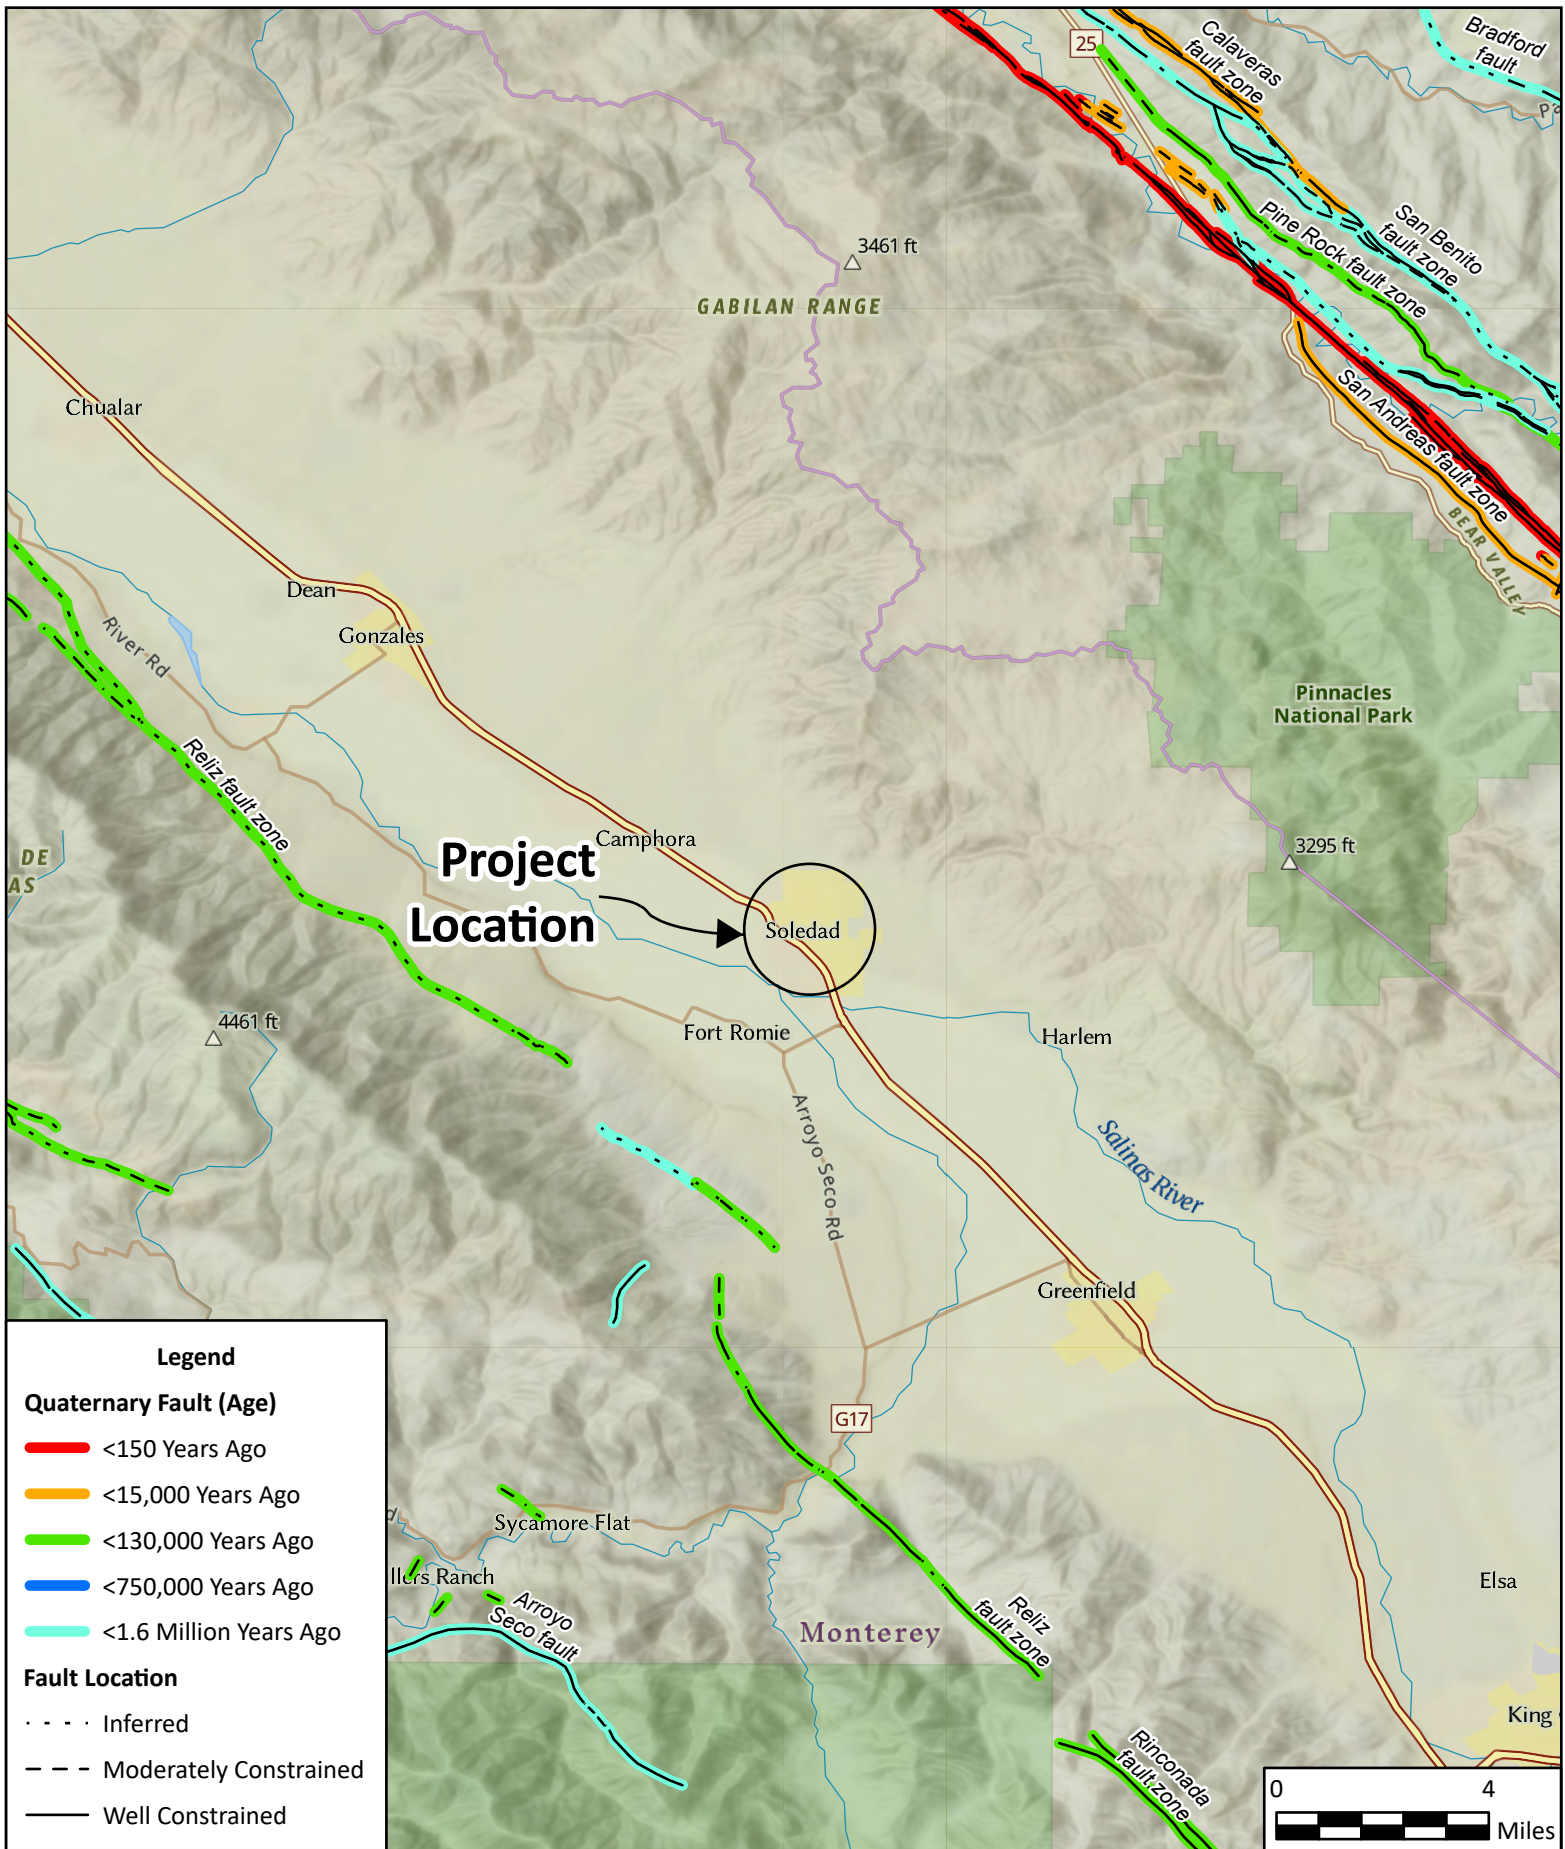 Bradford
fault
25
Calaveras
fault zone
San Benito
fault zone
Pine Rock fault zone
3461 ft
GABILAN RANGE
San Andreas fault zone
BEAR VALLEY
Chualar
Dean
Gonzales
River Rd
Pinnacles
National Park
Reliz fault zone
Camphora
3295 ft
DE
AS
Project
Location
Soledad
4461 ft
Fort Romie
Harlem
Arroyo Seco Rd
Salinas River
Greenfield
G17
Sycamore Flat
llers Ranch
Arroyo
Seco fault
Elsa
Reliz
fault zone
Monterey
King
Rinconada
fault zone
Legend
Quaternary Fault (Age)
<150 Years Ago
<15,000 Years Ago
<130,000 Years Ago
<750,000 Years Ago
<1.6 Million Years Ago
Fault Location
Inferred
Moderately Constrained
Well Constrained
0 4
Miles